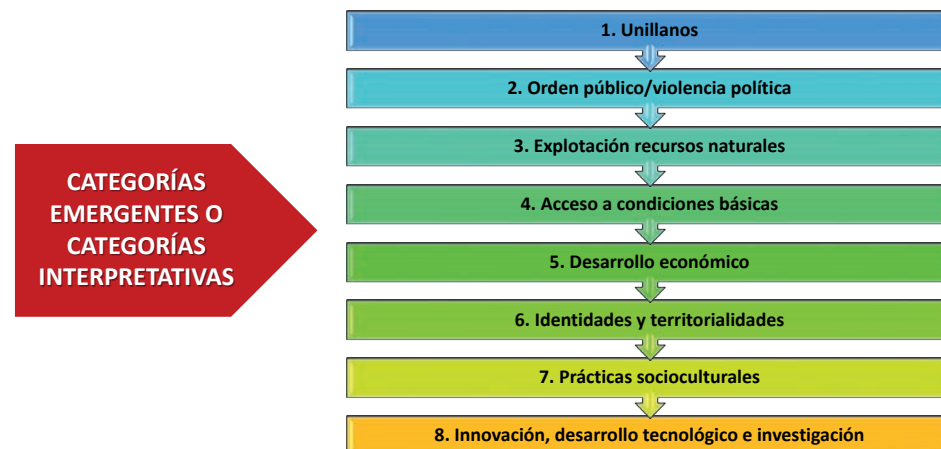 CATEGORÍAS
EMERGENTES O
CATEGORÍAS
INTERPRETATIVAS
1. Unillanos
2. Orden público/violencia política
3. Explotación recursos naturales
4. Acceso a condiciones básicas
5. Desarrollo económico
6. Identidades y territorialidades
7. Prácticas socioculturales
8. Innovación, desarrollo tecnológico e investigación